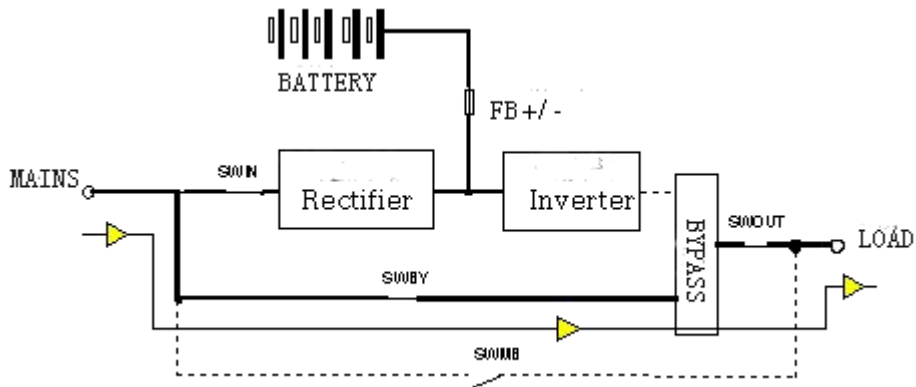 BATTERY
FB+/-
MAINS
SWIN
Rectifier
Inverter
BYPASS
SWOUT
LOAD
SWBY
SWMB